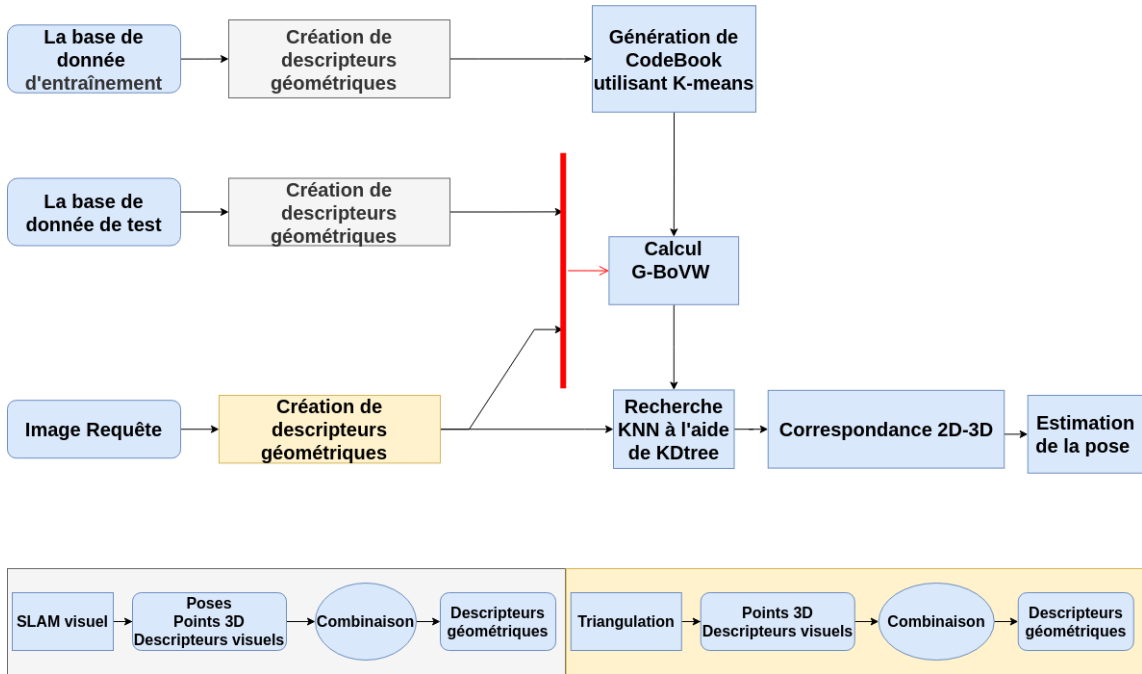 La base de
donnée
d'entraînement
Création de
descripteurs
géométriques
Génération de
CodeBook
utilisant K-means
La base de
donnée de test
Création de
descripteurs
géométriques
Calcul
G-BoVW
Image Requête
Création de
descripteurs
géométriques
Recherche
KNN à l'aide
de KDtree
Correspondance 2D-3D
Estimation
de la pose
SLAM visuel
Poses
Points 3D
Descripteurs visuels
Combinaison
Descripteurs
géométriques
Triangulation
Points 3D
Descripteurs visuels
Combinaison
Descripteurs
géométriques